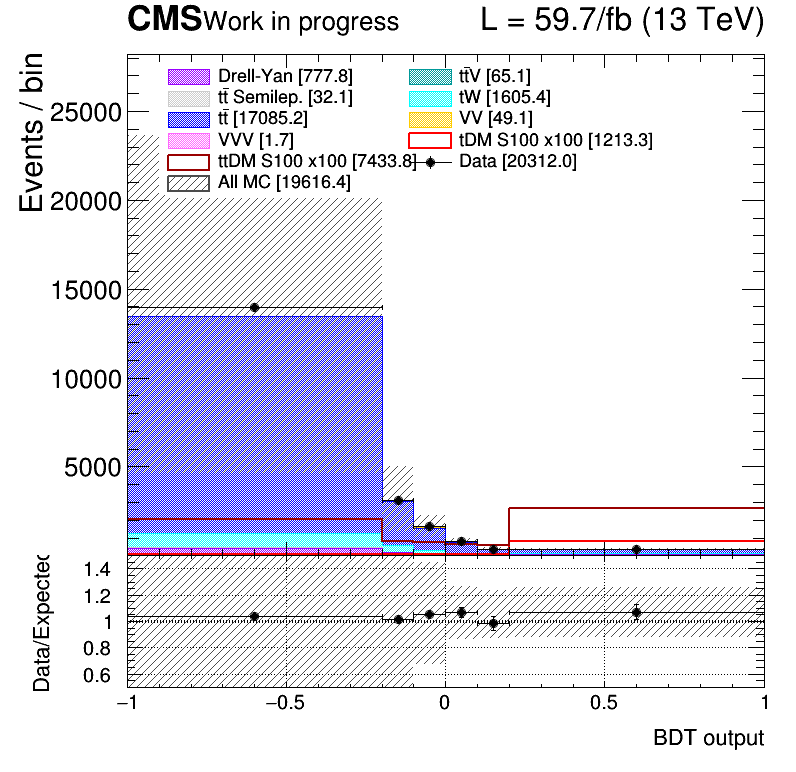 CMS Work in progress L = 59.7/fb (13 TeV)
Events / bin
Drell-Yan [777.8] tt̄V [65.1]
tt̄ Semilep. [32.1] tW [1605.4]
tt̄ [17085.2] VV [49.1]
VVV [1.7] tDM S100 x100 [1213.3]
ttDM S100 x100 [7433.8] Data [20312.0]
All MC [19616.4]
25000
20000
15000
10000
5000
Data/Expected
1.4
1.2
1
0.8
0.6
−1 −0.5 0 0.5 1
BDT output